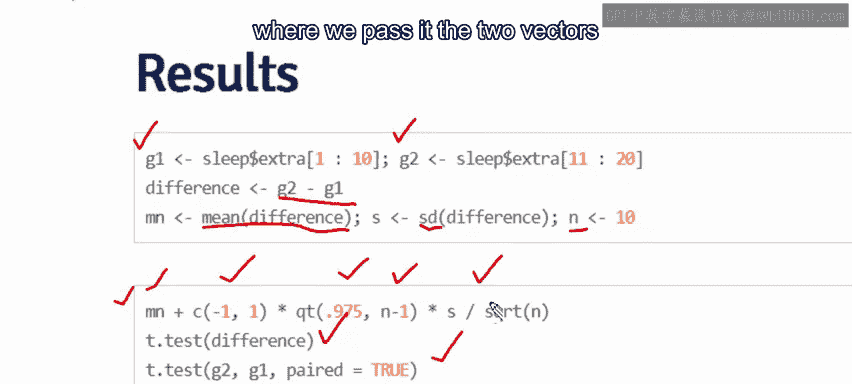 where we pass it the two vectors
Results
g1 <- sleep$extra[1 : 10]; g2 <- sleep$extra[11 : 20]
difference <- g2 - g1
mn <- mean(difference); s <- sd(difference); n <- 10
mn + c(-1, 1) * qt(.975, n-1) * s / sqrt(n)
t.test(difference)
t.test(g2, g1, paired = TRUE)